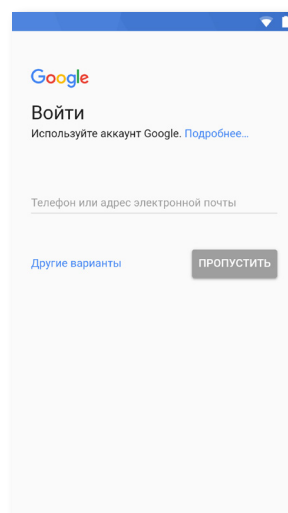 Google
Войти
Используйте аккаунт Google. Подробнее...
Телефон или адрес электронной почты
Другие варианты ПРОПУСТИТЬ